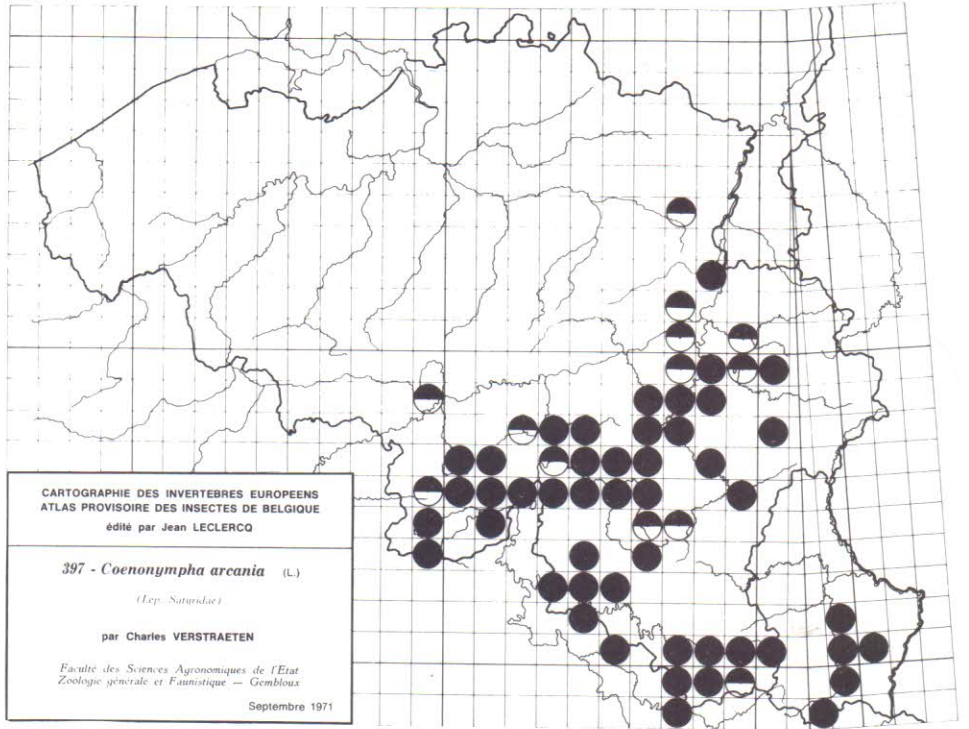 CARTOGRAPHIE DES INVERTEBRES EUROPEENS
ATLAS PROVISOIRE DES INSECTES DE BELGIQUE
édité par Jean LECLERCQ
397 - Coenonympha arcania (L.)
(Lep. Satyridae)
par Charles VERSTRAETEN
Faculté des Sciences Agronomiques de l'Etat
Zoologie générale et Faunistique — Gembloux
Septembre 1971